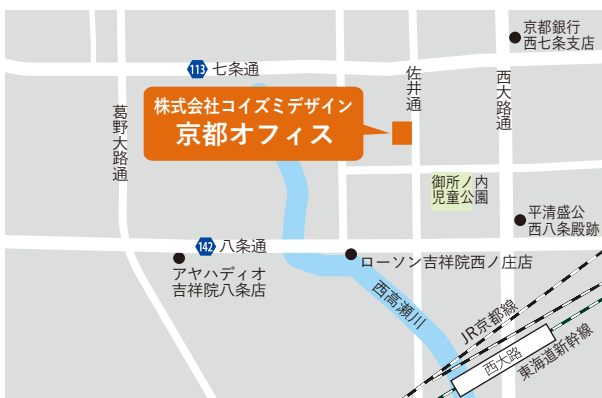 京都銀行
西七条支店
113 七条通
佐井通
西大路通
葛野大路通
株式会社コイズミデザイン
京都オフィス
御所ノ内
児童公園
平清盛公
西八条殿跡
142 八条通
ローソン吉祥院西ノ庄店
アヤハディオ
吉祥院八条店
西高瀬川
JR京都線
西大路
東海道新幹線